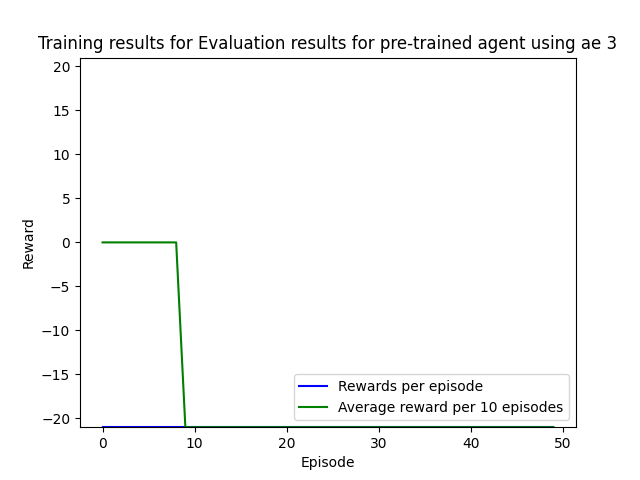 Training results for Evaluation results for pre-trained agent using ae 3
20
15
10
5
0
−5
−10
−15
−20
Reward
Rewards per episode
Average reward per 10 episodes
0 10 20 30 40 50
Episode